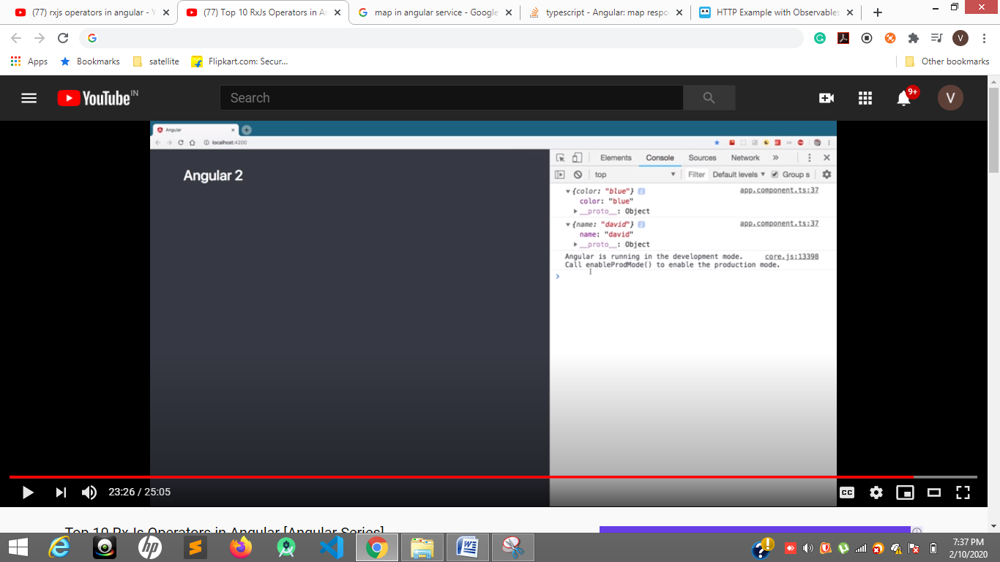 (77) rxjs operators in angular - Y
(77) Top 10 RxJs Operators in A
map in angular service - Google
typescript - Angular: map respo
HTTP Example with Observables
V
Apps
Bookmarks
satellite
Flipkart.com: Secur...
Other bookmarks
YouTube IN
Search
9+
V
Angular
localhost:4200
Angular 2
Elements
Console
Sources
Network
top
Filter
Default levels
Group s
{color: "blue"}
app.component.ts:37
color: "blue"
__proto__: Object
{name: "david"}
app.component.ts:37
name: "david"
__proto__: Object
Angular is running in the development mode.
core.js:13398
Call enableProdMode() to enable the production mode.
23:26 / 25:05
CC
Top 10 RxJs Operators in Angular [Angular Series]
7:37 PM
2/10/2020